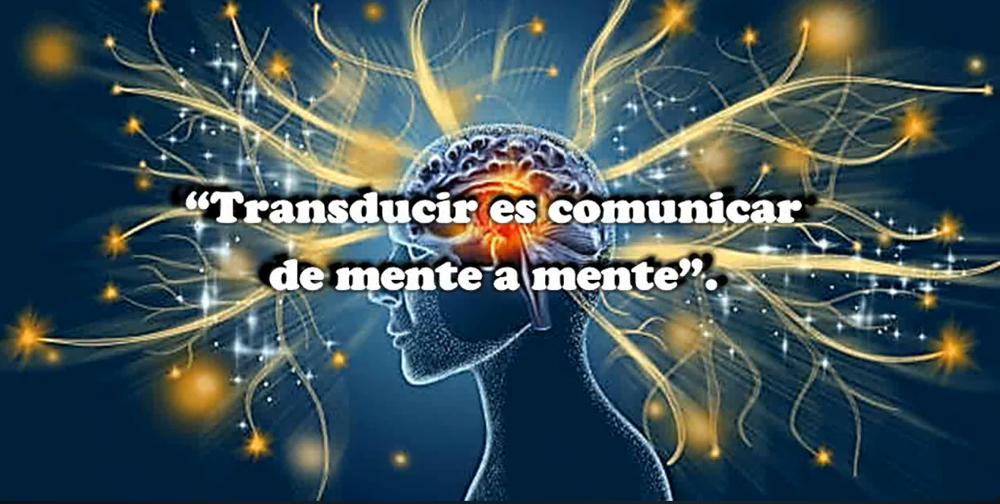 “Transducir es comunicar
de mente a mente”.